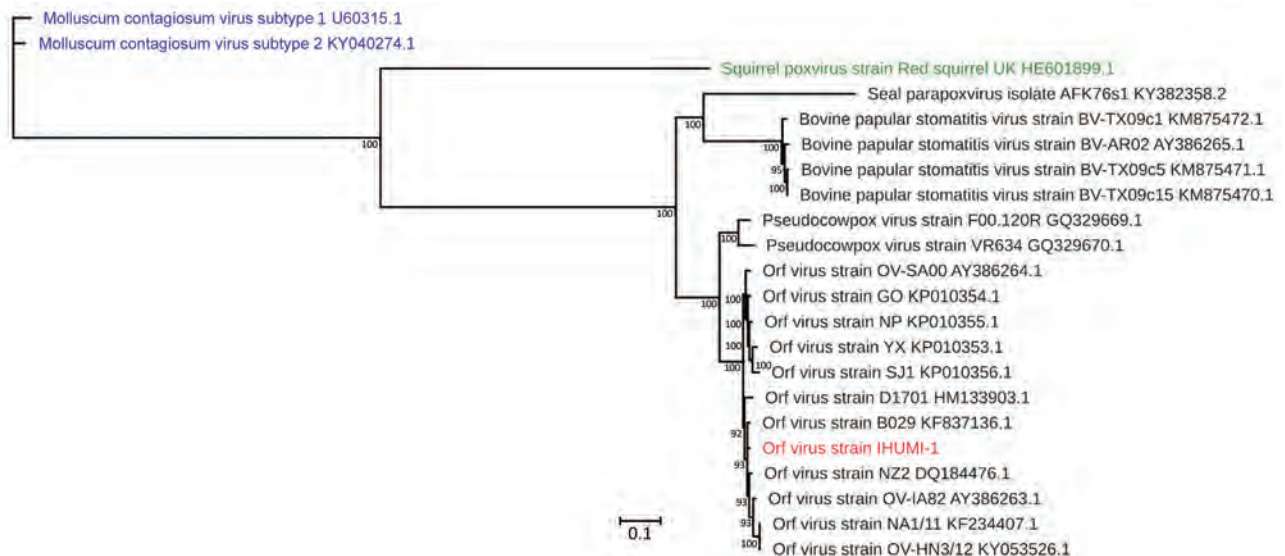 Molluscum contagiosum virus subtype 1 U60315.1
Molluscum contagiosum virus subtype 2 KY040274.1
Squirrel poxvirus strain Red squirrel UK HE601899.1
Seal parapoxvirus isolate AFK76s1 KY382358.2
100
Bovine papular stomatitis virus strain BV-TX09c1 KM875472.1
100
100
Bovine papular stomatitis virus strain BV-AR02 AY386265.1
95
Bovine papular stomatitis virus strain BV-TX09c5 KM875471.1
100
Bovine papular stomatitis virus strain BV-TX09c15 KM875470.1
100
Pseudocowpox virus strain F00.120R GQ329669.1
100
Pseudocowpox virus strain VR634 GQ329670.1
Orf virus strain OV-SA00 AY386264.1
100
Orf virus strain GO KP010354.1
100
100
Orf virus strain NP KP010355.1
100
Orf virus strain YX KP010353.1
100
100
Orf virus strain SJ1 KP010356.1
Orf virus strain D1701 HM133903.1
Orf virus strain B029 KF837136.1
92
Orf virus strain IHUMI-1
93
Orf virus strain NZ2 DQ184476.1
93
Orf virus strain OV-IA82 AY386263.1
93
Orf virus strain NA1/11 KF234407.1
0.1
100
Orf virus strain OV-HN3/12 KY053526.1